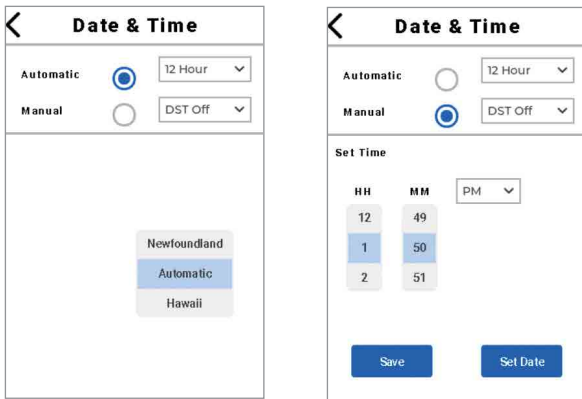 Date & Time
Automatic
12 Hour
Manual
DST Off
Newfoundland
Automatic
Hawaii
Date & Time
Automatic
12 Hour
Manual
DST Off
Set Time
HH
MM
PM
12
49
1
50
2
51
Save
Set Date